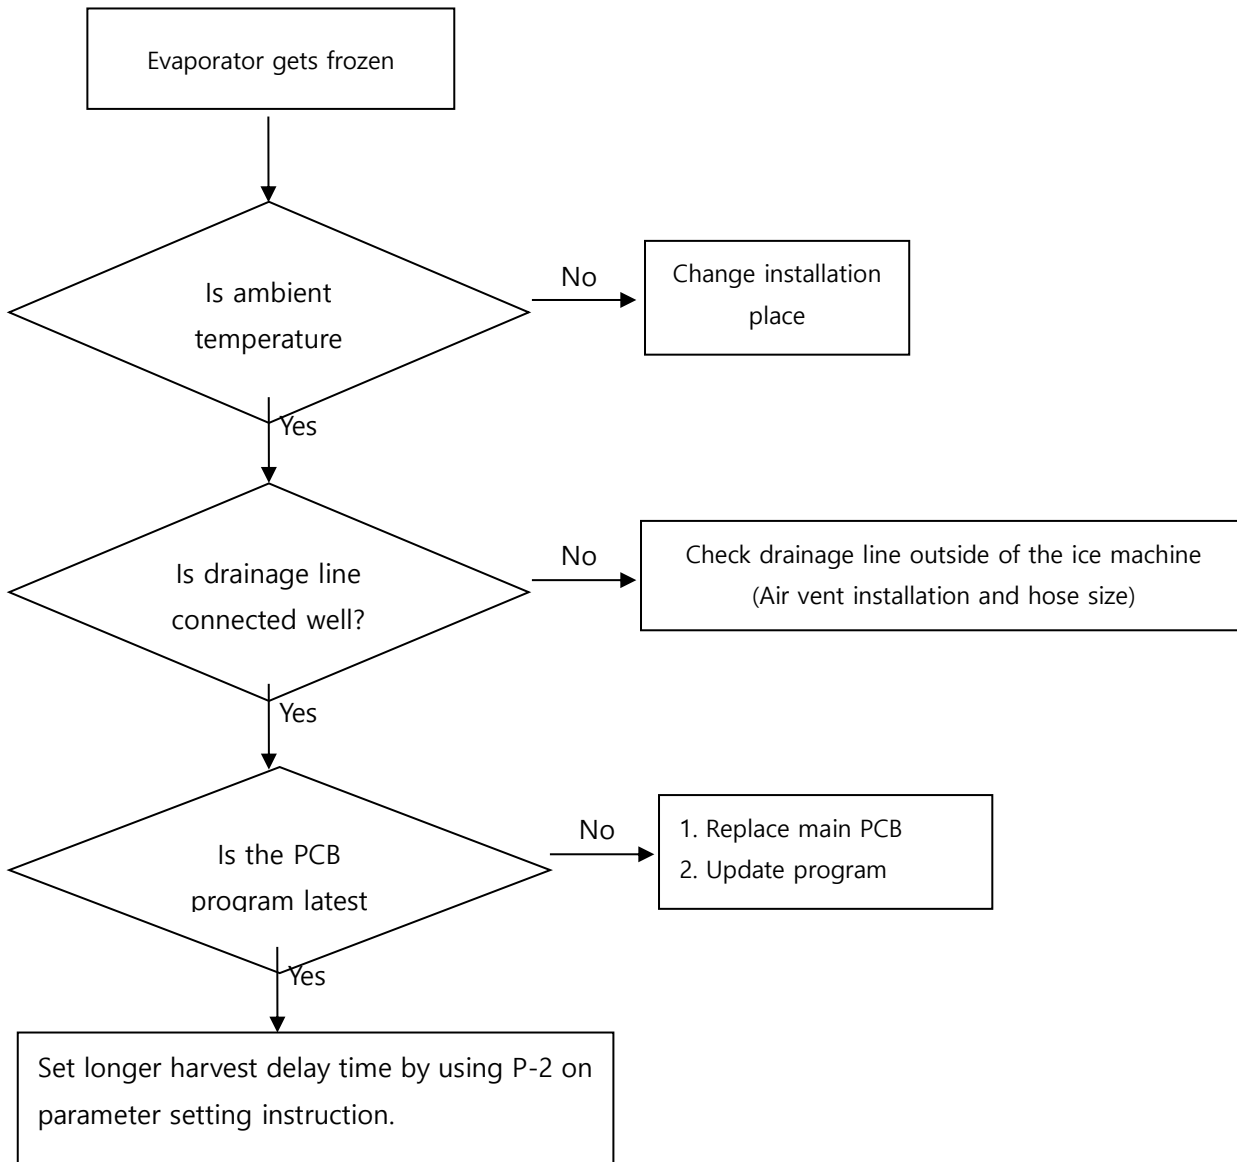 Evaporator gets frozen
Is ambient
temperature
No
Change installation
place
Yes
Is drainage line
connected well?
No
Check drainage line outside of the ice machine
(Air vent installation and hose size)
Yes
Is the PCB
program latest
No
1. Replace main PCB
2. Update program
Yes
Set longer harvest delay time by using P-2 on
parameter setting instruction.